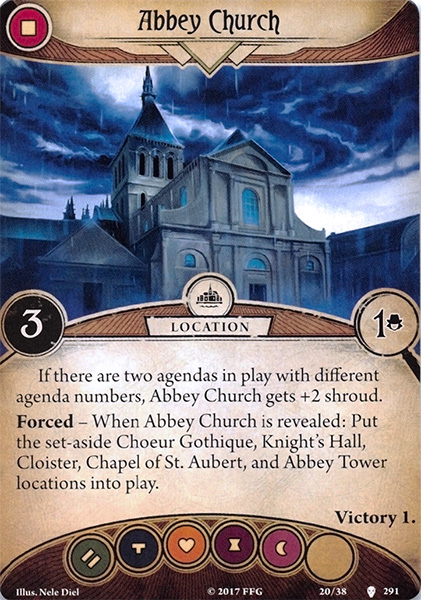 Abbey Church
3
1
LOCATION
If there are two agendas in play with different
agenda numbers, Abbey Church gets +2 shroud.
Forced – When Abbey Church is revealed: Put
the set-aside Choeur Gothique, Knight's Hall,
Cloister, Chapel of St. Aubert, and Abbey Tower
locations into play.
Victory 1.
Illus. Nele Diel
© 2017 FFG
20/38
291